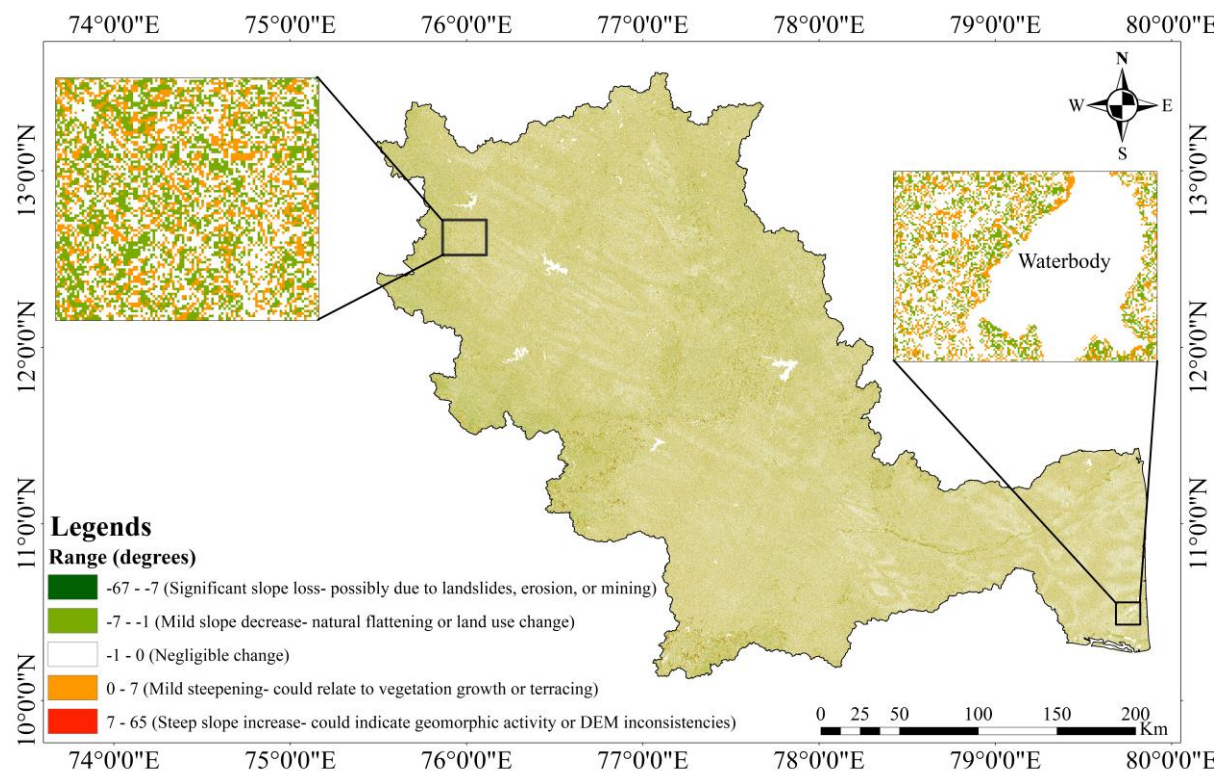 74°0'0"E 75°0'0"E 76°0'0"E 77°0'0"E 78°0'0"E 79°0'0"E 80°0'0"E
N
W E
S
13°0'0"N
13°0'0"N
Waterbody
12°0'0"N
12°0'0"N
11°0'0"N
11°0'0"N
10°0'0"N
10°0'0"N
Legends
Range (degrees)
-67 - -7 (Significant slope loss- possibly due to landslides, erosion, or mining)
-7 - -1 (Mild slope decrease- natural flattening or land use change)
-1 - 0 (Negligible change)
0 - 7 (Mild steepening- could relate to vegetation growth or terracing)
7 - 65 (Steep slope increase- could indicate geomorphic activity or DEM inconsistencies)
0 25 50 100 150 200
Km
74°0'0"E 75°0'0"E 76°0'0"E 77°0'0"E 78°0'0"E 79°0'0"E 80°0'0"E